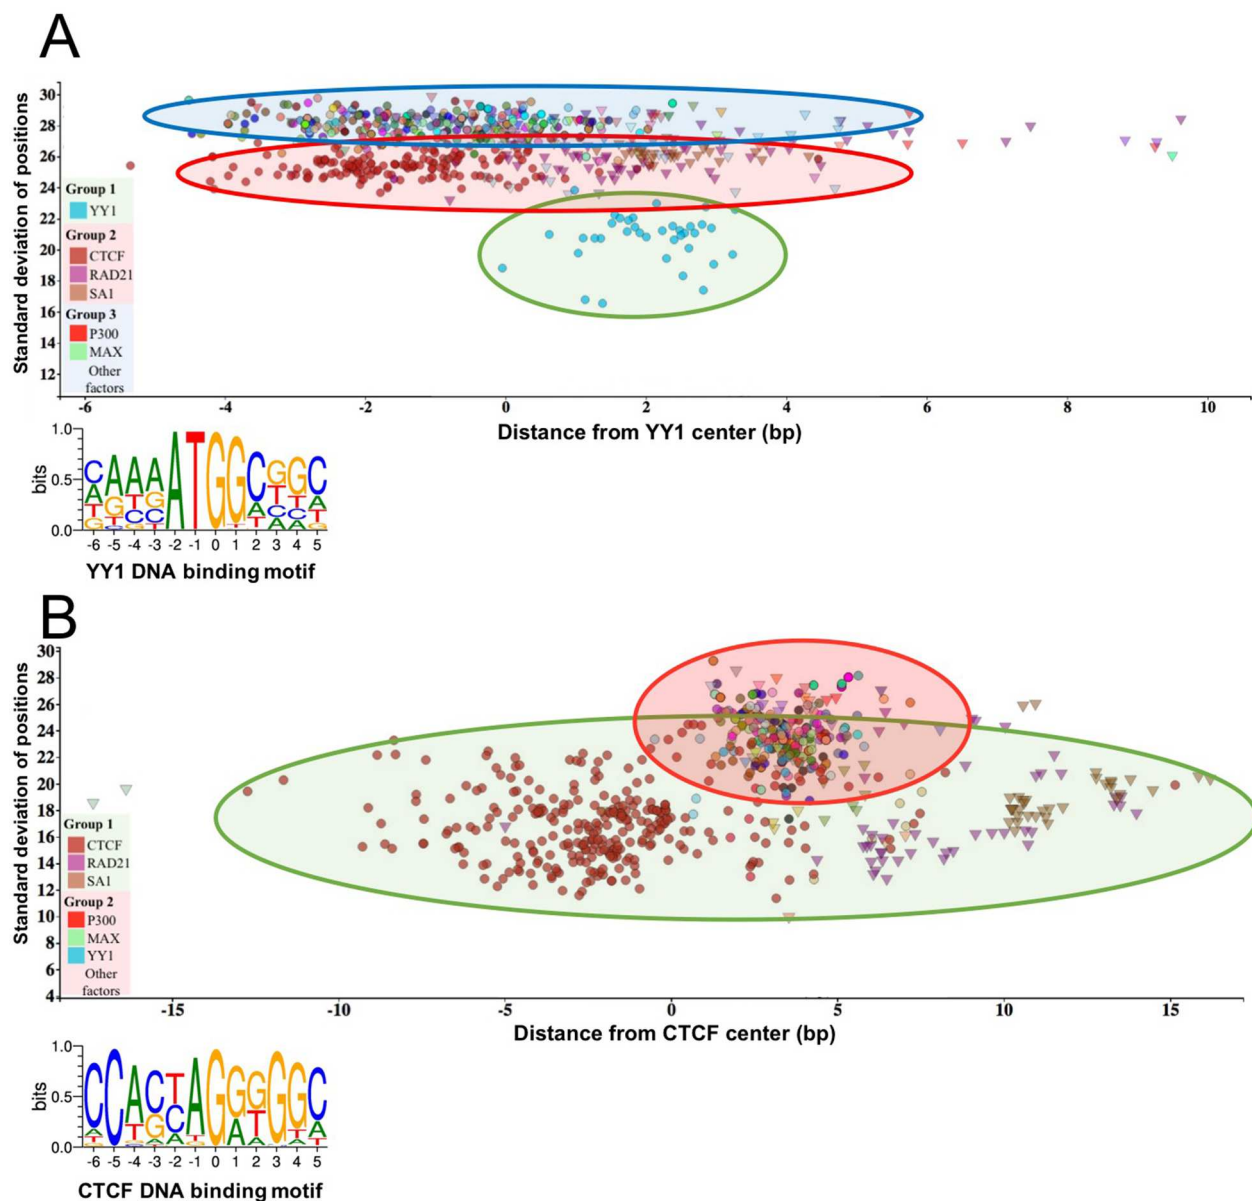 A
Standard deviation of positions
30
28
26
24
22
20
18
16
14
12
Group 1
YY1
Group 2
CTCF
RAD21
SA1
Group 3
P300
MAX
Other
factors
-6 -4 -2 0 2 4 6 8 10
Distance from YY1 center (bp)
bits
1.0
0.5
0.0
-6 -5 -4 -3 -2 -1 0 1 2 3 4 5
YY1 DNA binding motif
B
Standard deviation of positions
30
28
26
24
22
20
18
16
14
12
10
8
6
4
Group 1
CTCF
RAD21
SA1
Group 2
P300
MAX
YY1
Other
factors
-15 -10 -5 0 5 10 15
Distance from CTCF center (bp)
bits
1.0
0.5
0.0
-6 -5 -4 -3 -2 -1 0 1 2 3 4 5
CTCF DNA binding motif